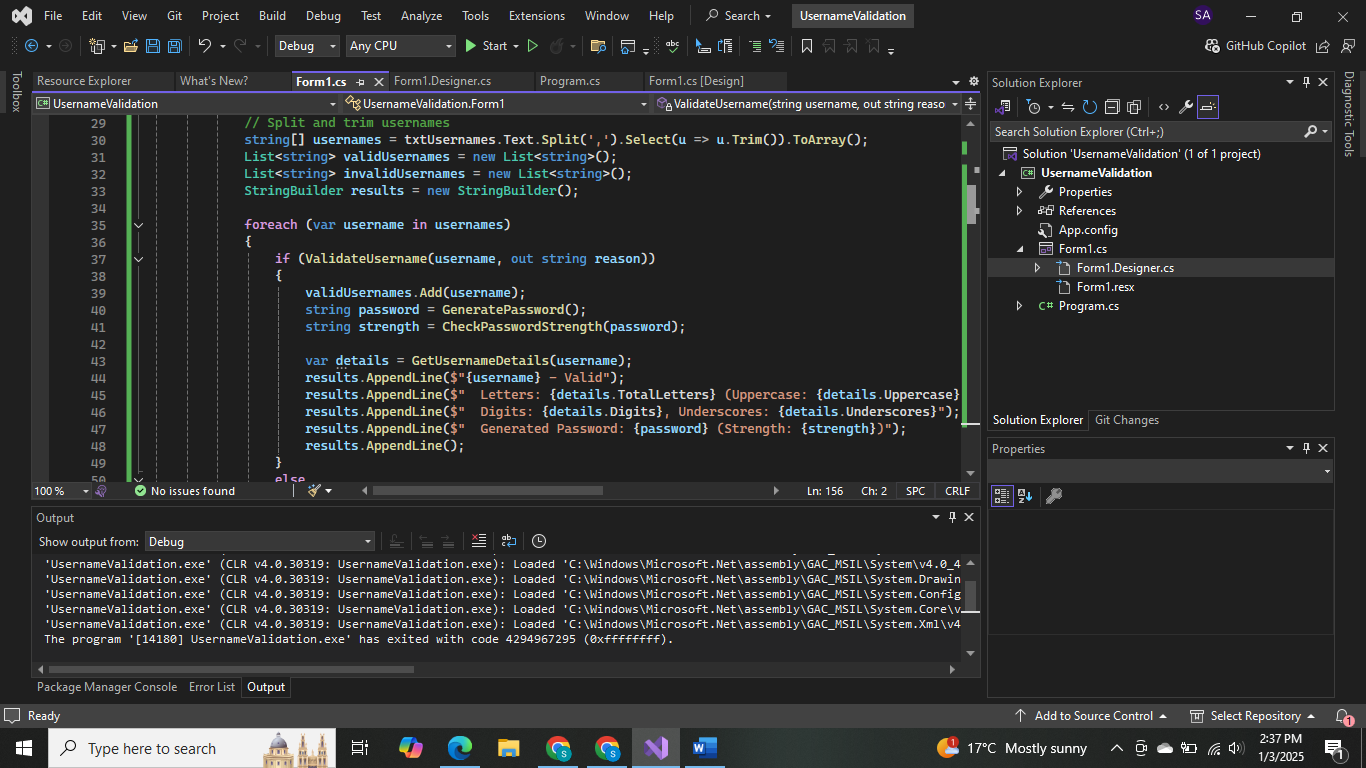 File Edit View Git Project Build Debug Test Analyze Tools Extensions Window Help Search UsernameValidation SA
Debug Any CPU Start GitHub Copilot
Toolbox
Resource Explorer What's New? Form1.cs Form1.Designer.cs Program.cs Form1.cs [Design]
UsernameValidation UsernameValidation.Form1 ValidateUsername(string username, out string reaso
29 // Split and trim usernames
30 string[] usernames = txtUsernames.Text.Split(',').Select(u => u.Trim()).ToArray();
31 List<string> validUsernames = new List<string>();
32 List<string> invalidUsernames = new List<string>();
33 StringBuilder results = new StringBuilder();
34
35 foreach (var username in usernames)
36 {
37 if (ValidateUsername(username, out string reason))
38 {
39 validUsernames.Add(username);
40 string password = GeneratePassword();
41 string strength = CheckPasswordStrength(password);
42
43 var details = GetUsernameDetails(username);
44 results.AppendLine($"{username} - Valid");
45 results.AppendLine($"  Letters: {details.TotalLetters} (Uppercase: {details.Uppercase}
46 results.AppendLine($"  Digits: {details.Digits}, Underscores: {details.Underscores}");
47 results.AppendLine($"  Generated Password: {password} (Strength: {strength})");
48 results.AppendLine();
49 }
50 else
100 % No issues found Ln: 156 Ch: 2 SPC CRLF
Output
Show output from: Debug
'UsernameValidation.exe' (CLR v4.0.30319: UsernameValidation.exe): Loaded 'C:\Windows\Microsoft.Net\assembly\GAC_MSIL\System\v4.0_4
'UsernameValidation.exe' (CLR v4.0.30319: UsernameValidation.exe): Loaded 'C:\Windows\Microsoft.Net\assembly\GAC_MSIL\System.Drawin
'UsernameValidation.exe' (CLR v4.0.30319: UsernameValidation.exe): Loaded 'C:\Windows\Microsoft.Net\assembly\GAC_MSIL\System.Config
'UsernameValidation.exe' (CLR v4.0.30319: UsernameValidation.exe): Loaded 'C:\Windows\Microsoft.Net\assembly\GAC_MSIL\System.Core\v
'UsernameValidation.exe' (CLR v4.0.30319: UsernameValidation.exe): Loaded 'C:\Windows\Microsoft.Net\assembly\GAC_MSIL\System.Xml\v4
The program '[14180] UsernameValidation.exe' has exited with code 4294967295 (0xffffffff).
Package Manager Console Error List Output
Solution Explorer
Search Solution Explorer (Ctrl+;)
Solution 'UsernameValidation' (1 of 1 project)
UsernameValidation
Properties
References
App.config
Form1.cs
Form1.Designer.cs
Form1.resx
C# Program.cs
Solution Explorer Git Changes
Properties
Diagnostic Tools
Ready Add to Source Control Select Repository 1
Type here to search 1 17°C Mostly sunny 2:37 PM
1/3/2025 1